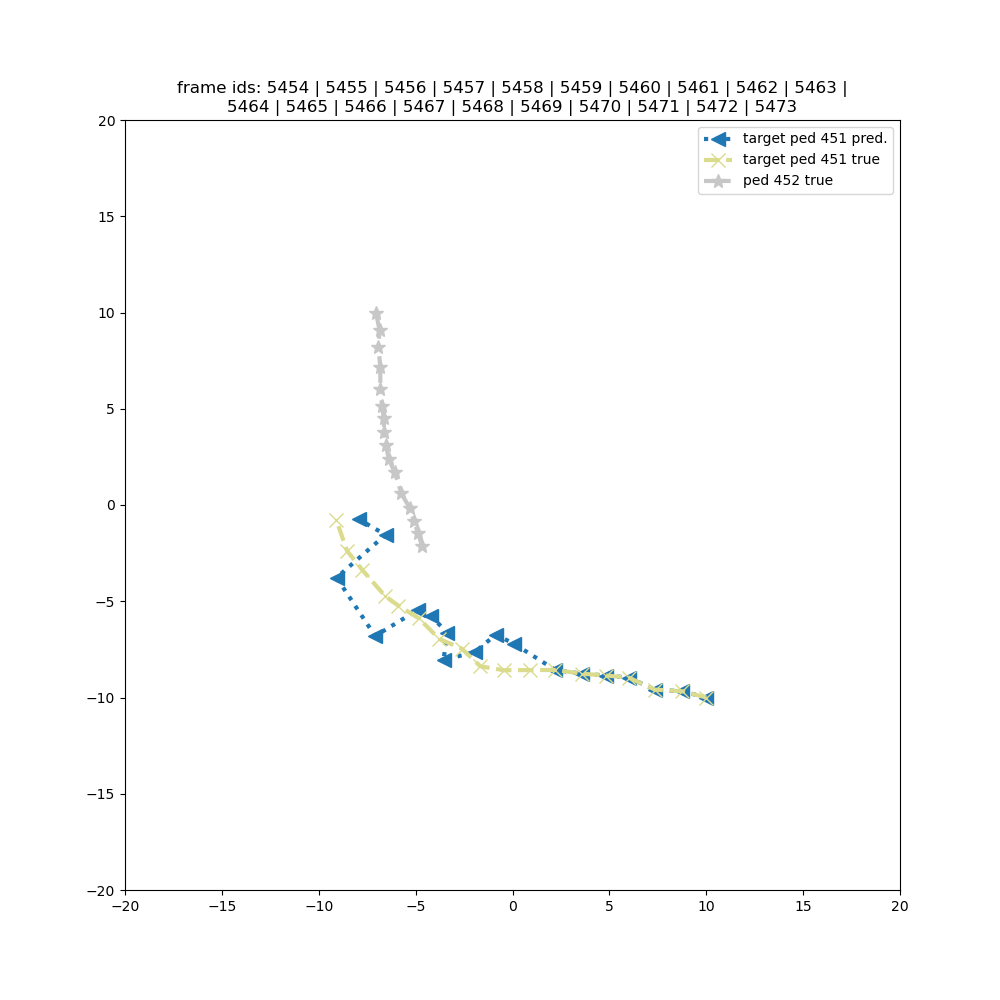 frame ids: 5454 | 5455 | 5456 | 5457 | 5458 | 5459 | 5460 | 5461 | 5462 | 5463 |
5464 | 5465 | 5466 | 5467 | 5468 | 5469 | 5470 | 5471 | 5472 | 5473
target ped 451 pred.
target ped 451 true
ped 452 true
20
15
10
5
0
−5
−10
−15
−20
−20 −15 −10 −5 0 5 10 15 20